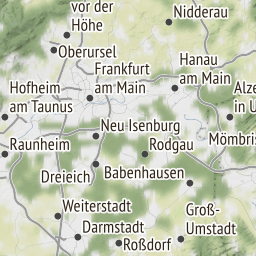 vor der
Höhe
Nidderau
Oberursel
Hofheim
am Taunus
Frankfurt
am Main
Hanau
am Main
Alze
in U
Neu Isenburg
Mömbris
Raunheim
Rodgau
Dreieich
Babenhausen
Weiterstadt
Groß-
Umstadt
Darmstadt
Roßdorf